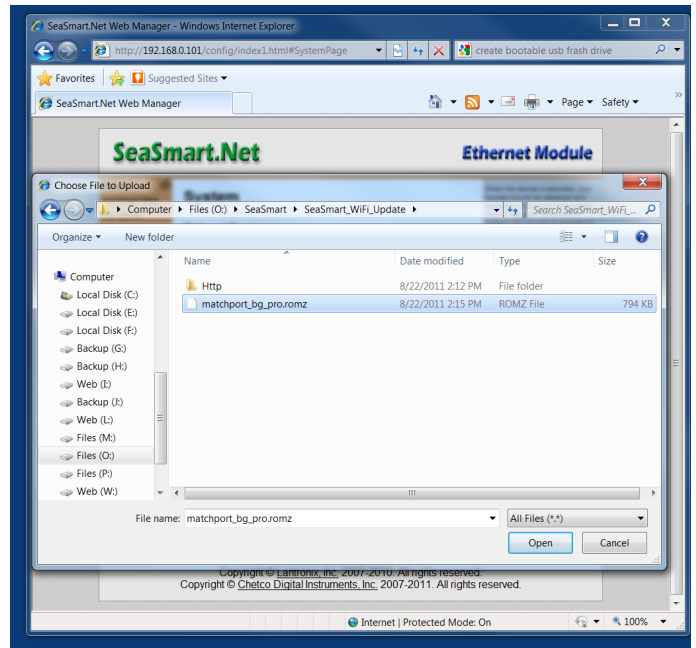 SeaSmart.Net Web Manager - Windows Internet Explorer
http://192.168.0.101/config/index1.html#SystemPage
create bootable usb frash drive
Favorites
Suggested Sites
SeaSmart.Net Web Manager
Page
Safety
SeaSmart.Net
Ethernet Module
Choose File to Upload
System
Computer
Files (O:)
SeaSmart
SeaSmart_WiFi_Update
Search SeaSmart_WiFi_...
Organize
New folder
Name
Date modified
Type
Size
Computer
Local Disk (C:)
Local Disk (E:)
Local Disk (F:)
Backup (G:)
Backup (H:)
Web (I:)
Backup (J:)
Web (L:)
Files (M:)
Files (O:)
Files (P:)
Web (W:)
Http
8/22/2011 2:12 PM
File folder
matchport_bg_pro.romz
8/22/2011 2:15 PM
ROMZ File
794 KB
File name:
matchport_bg_pro.romz
All Files (*.*)
Open
Cancel
Copyright © Lantronix, Inc. 2007-2010. All rights reserved.
Copyright © Chetco Digital Instruments, Inc. 2007-2011. All rights reserved.
Internet | Protected Mode: On
100%